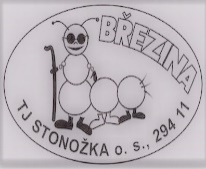 BŘEZINA
TJ STONOŽKA o. s., 294 11